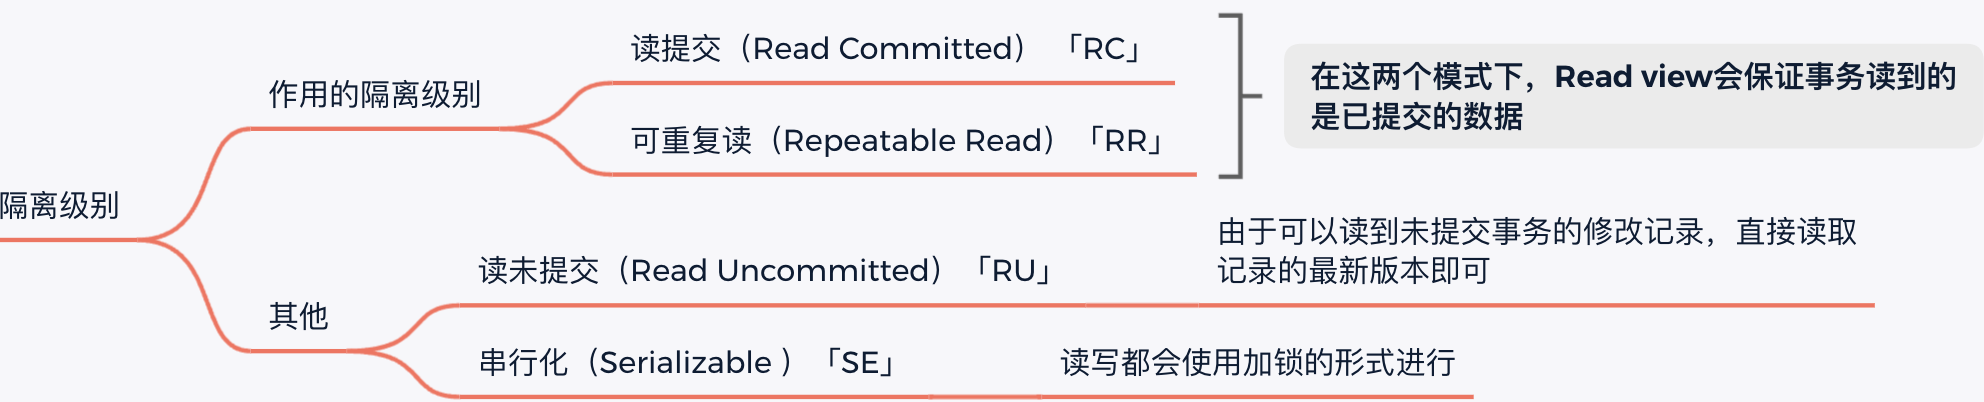 隔离级别
作用的隔离级别
读提交（Read Committed） 「RC」
可重复读（Repeatable Read） 「RR」
在这两个模式下，Read view会保证事务读到的
是已提交的数据
其他
读未提交（Read Uncommitted） 「RU」
由于可以读到未提交事务的修改记录，直接读取
记录的最新版本即可
串行化（Serializable ） 「SE」
读写都会使用加锁的形式进行